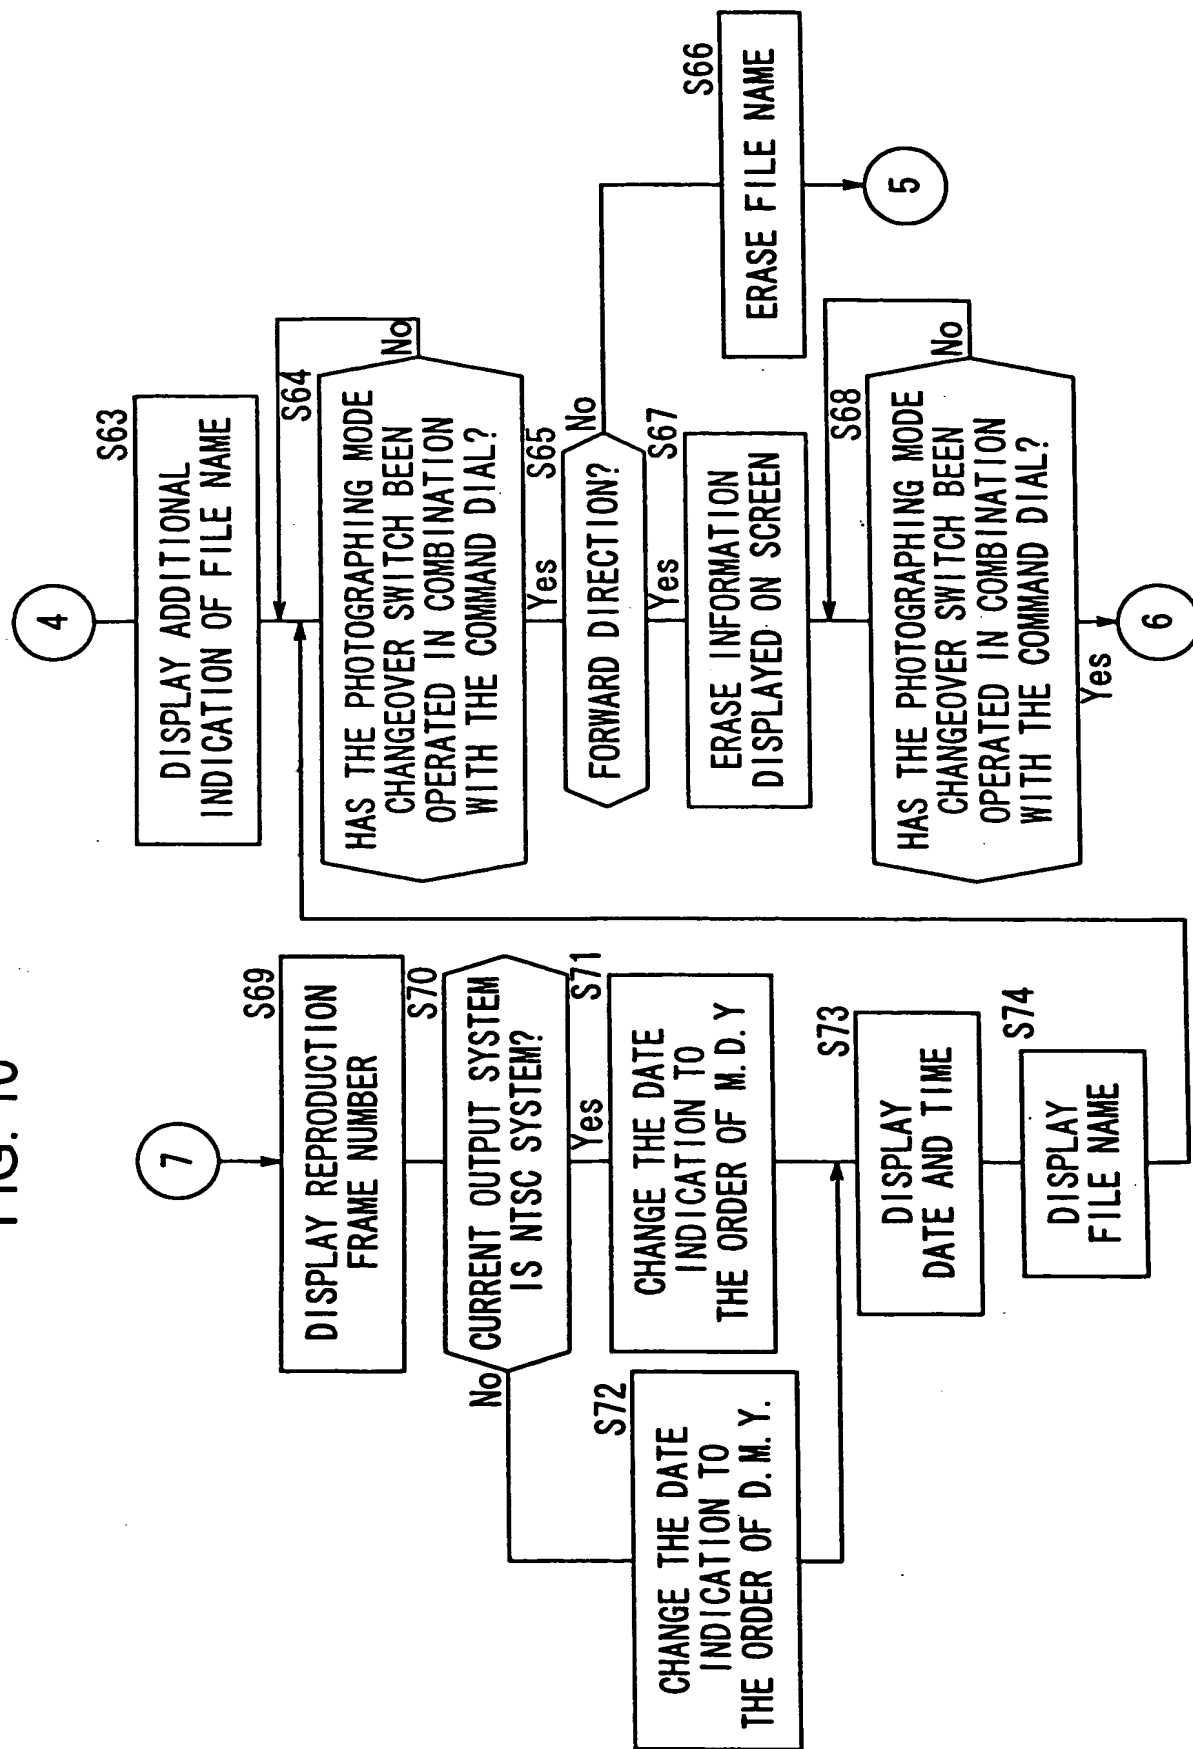 FIG.
7
S69
DISPLAY REPRODUCTION
FRAME NUMBER
S70
CURRENT OUTPUT SYSTEM
IS NTSC SYSTEM?
No
Yes
S71
CHANGE THE DATE
INDICATION TO
THE ORDER OF M.D.Y
S72
CHANGE THE DATE
INDICATION TO
THE ORDER OF D.M.Y.
S73
DISPLAY
DATE AND TIME
S74
DISPLAY
FILE NAME
4
S63
DISPLAY ADDITIONAL
INDICATION OF FILE NAME
S64
HAS THE PHOTOGRAPHING MODE
CHANGEOVER SWITCH BEEN
OPERATED IN COMBINATION
WITH THE COMMAND DIAL?
No
Yes
S65
FORWARD DIRECTION?
No
Yes
S66
ERASE FILE NAME
5
S67
ERASE INFORMATION
DISPLAYED ON SCREEN
S68
HAS THE PHOTOGRAPHING MODE
CHANGEOVER SWITCH BEEN
OPERATED IN COMBINATION
WITH THE COMMAND DIAL?
No
Yes
6